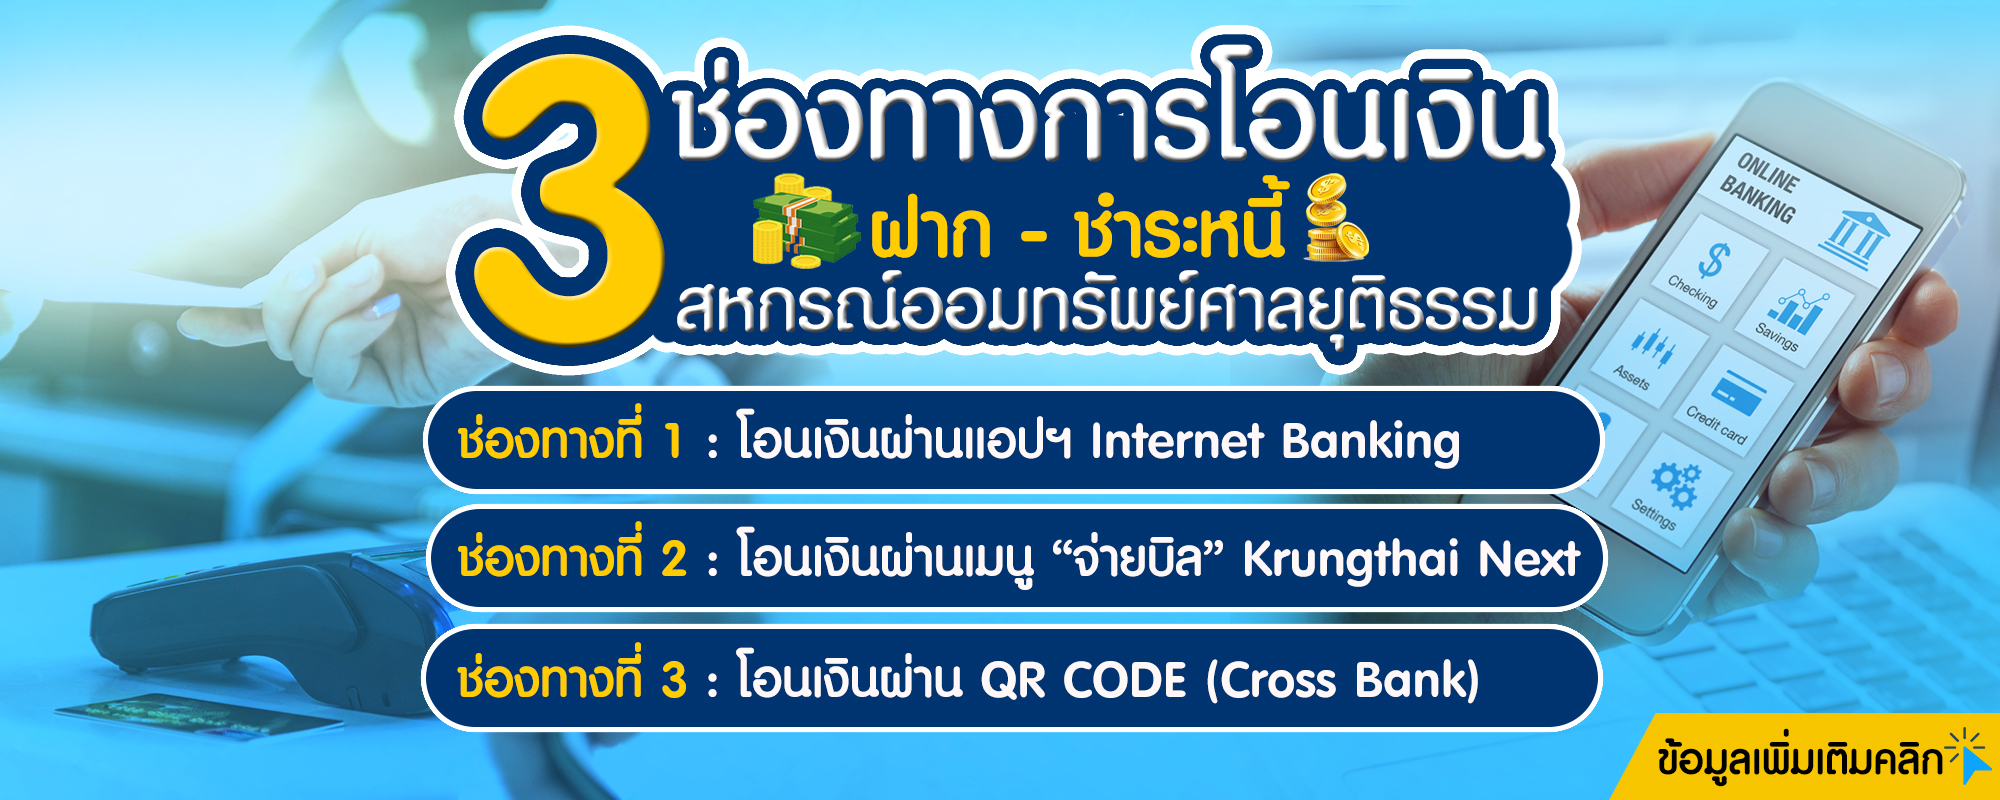 3 ช่องทางการโอนเงิน
ฝาก - ชำระหนี้
สหกรณ์ออมทรัพย์ศาลยุติธรรม
ช่องทางที่ 1 : โอนเงินผ่านแอปฯ Internet Banking
ช่องทางที่ 2 : โอนเงินผ่านเมนู “จ่ายบิล” Krungthai Next
ช่องทางที่ 3 : โอนเงินผ่าน QR CODE (Cross Bank)
ONLINE
BANKING
$
Checking
Savings
Assets
Credit card
Settings
ข้อมูลเพิ่มเติมคลิก